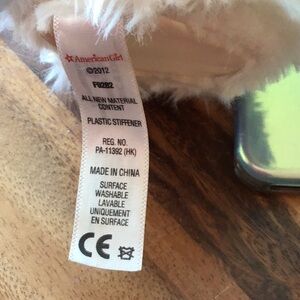 AmericanGirl
©2012
F6282
ALL NEW MATERIAL
CONTENT
PLASTIC STIFFENER
REG. NO.
PA-11392 (HK)
MADE IN CHINA
SURFACE
WASHABLE
LAVABLE
UNIQUEMENT
EN SURFACE
CE